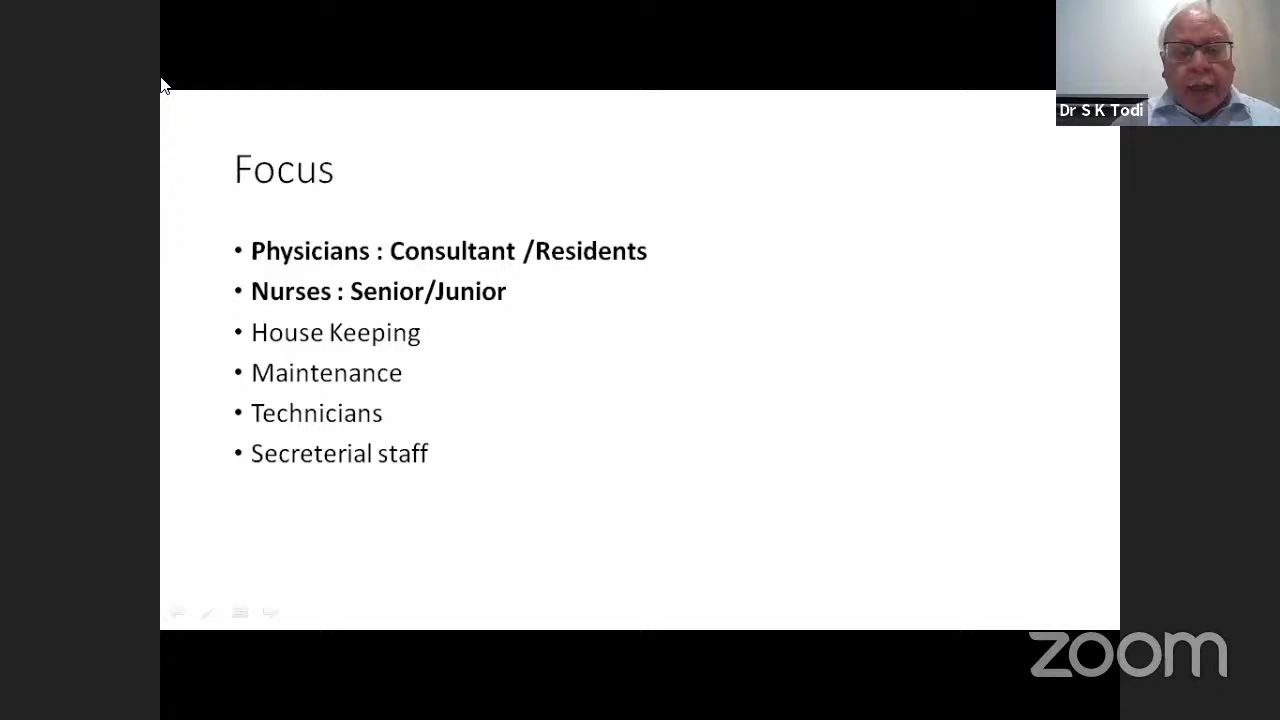 Dr S K Todi
Focus
• Physicians : Consultant /Residents
• Nurses : Senior/Junior
• House Keeping
• Maintenance
• Technicians
• Secreterial staff
zoom